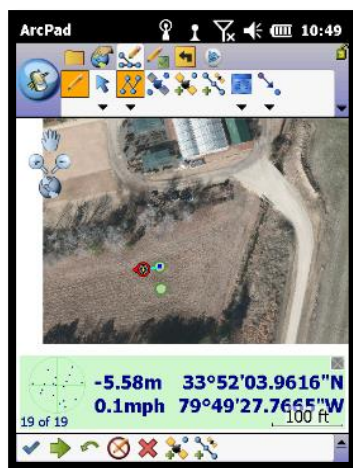 ArcPad 10:49
-5.58m 33°52'03.9616"N
0.1mph 79°49'27.7665"W
19 of 19 100 ft